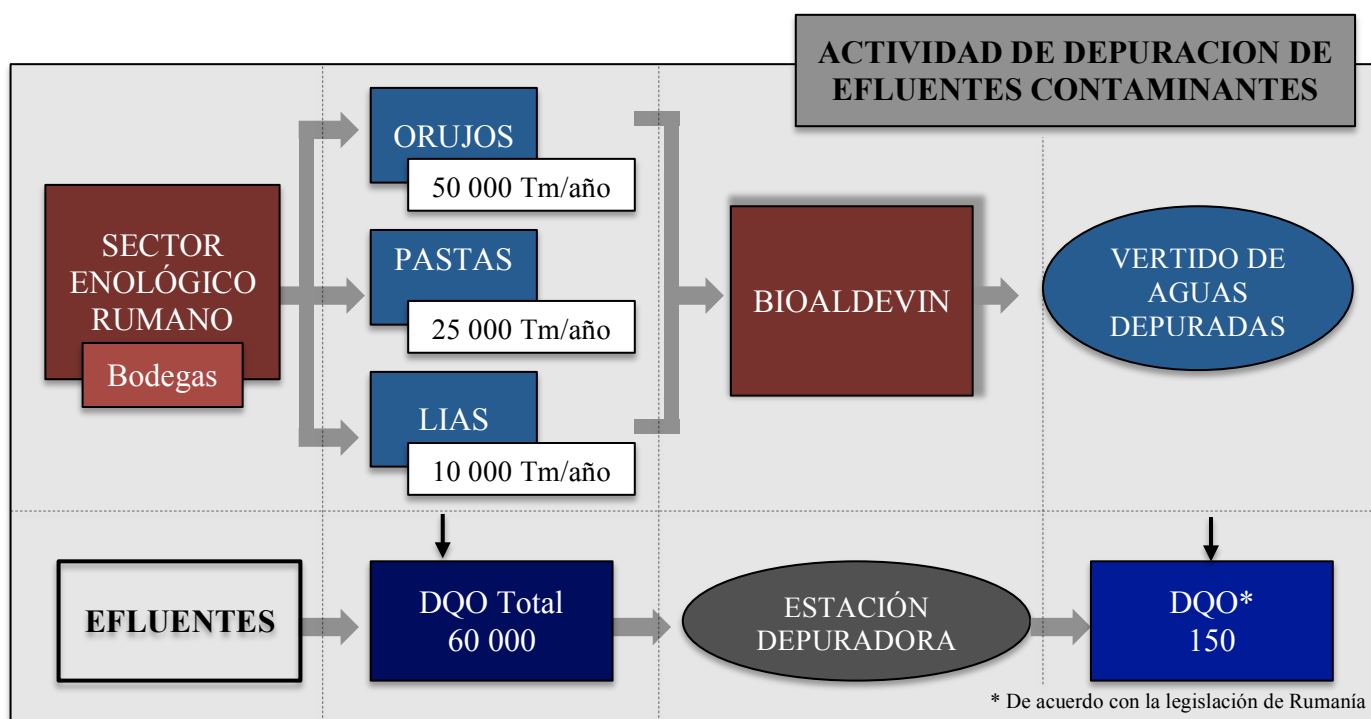 ACTIVIDAD DE DEPURACION DE
EFLUENTES CONTAMINANTES
SECTOR
ENOLÓGICO
RUMANO
Bodegas
ORUJOS
50 000 Tm/año
PASTAS
25 000 Tm/año
LIAS
10 000 Tm/año
BIOALDEVIN
VERTIDO DE
AGUAS
DEPURADAS
EFLUENTES
DQO Total
60 000
ESTACIÓN
DEPURADORA
DQO*
150
* De acuerdo con la legislación de Rumanía